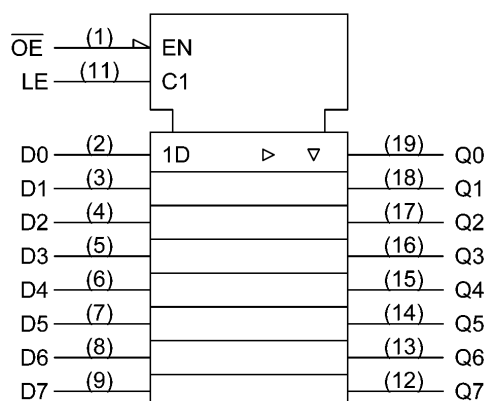 O̅E̅ (1) EN
LE (11) C1
D0 (2) 1D (19) Q0
D1 (3) (18) Q1
D2 (4) (17) Q2
D3 (5) (16) Q3
D4 (6) (15) Q4
D5 (7) (14) Q5
D6 (8) (13) Q6
D7 (9) (12) Q7